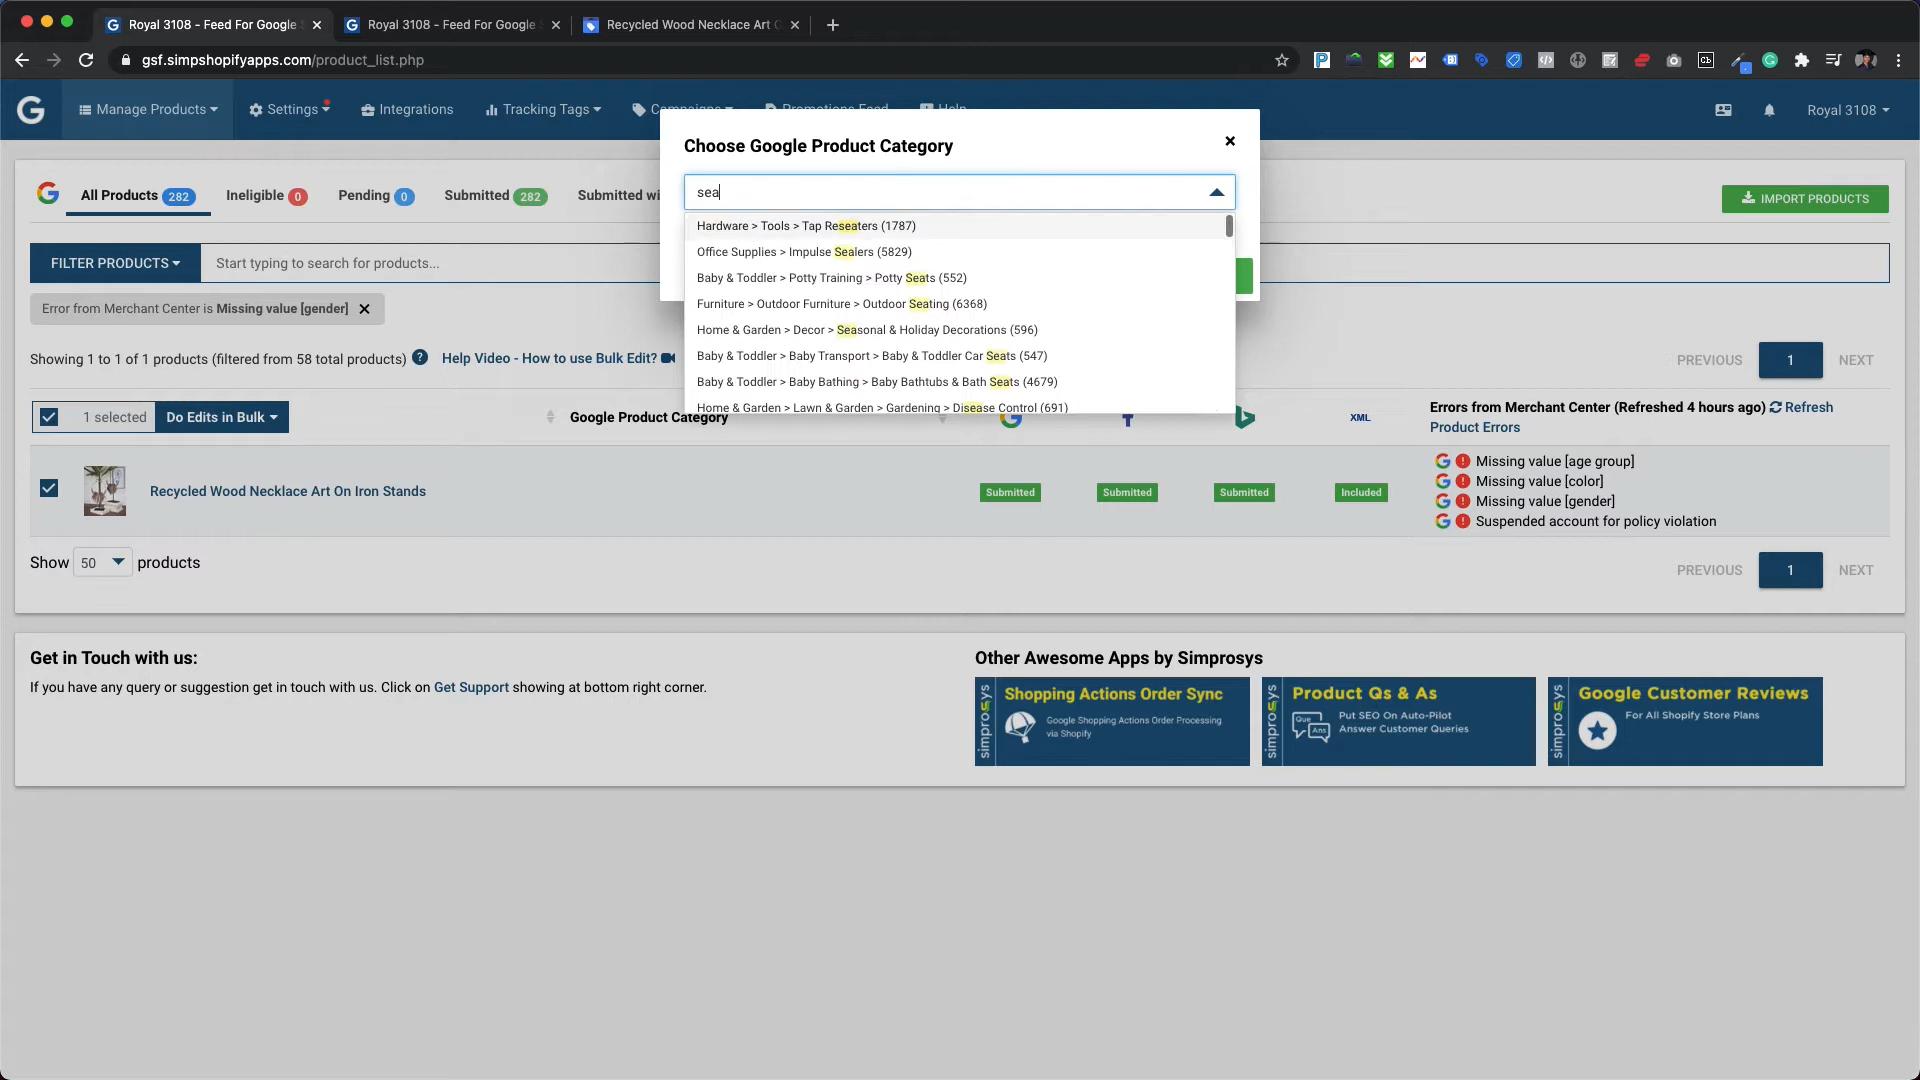 Royal 3108 - Feed For Google
Royal 3108 - Feed For Google
Recycled Wood Necklace Art
gsf.simpshopifyapps.com/product_list.php
Manage Products
Settings
Integrations
Tracking Tags
Campaigns
Promotions Feed
Help
Royal 3108
Choose Google Product Category
sea
Hardware > Tools > Tap Reseaters (1787)
Office Supplies > Impulse Sealers (5829)
Baby & Toddler > Potty Training > Potty Seats (552)
Furniture > Outdoor Furniture > Outdoor Seating (6368)
Home & Garden > Decor > Seasonal & Holiday Decorations (596)
Baby & Toddler > Baby Transport > Baby & Toddler Car Seats (547)
Baby & Toddler > Baby Bathing > Baby Bathtubs & Bath Seats (4679)
Home & Garden > Lawn & Garden > Gardening > Disease Control (691)
All Products 282
Ineligible 0
Pending 0
Submitted 282
Submitted wi
IMPORT PRODUCTS
FILTER PRODUCTS
Start typing to search for products...
Error from Merchant Center is Missing value [gender]
Showing 1 to 1 of 1 products (filtered from 58 total products)
Help Video - How to use Bulk Edit?
PREVIOUS 1 NEXT
1 selected
Do Edits in Bulk
Google Product Category
XML
Errors from Merchant Center (Refreshed 4 hours ago) Refresh
Product Errors
Recycled Wood Necklace Art On Iron Stands
Submitted
Submitted
Submitted
Included
Missing value [age group]
Missing value [color]
Missing value [gender]
Suspended account for policy violation
Show 50 products
PREVIOUS 1 NEXT
Get in Touch with us:
If you have any query or suggestion get in touch with us. Click on Get Support showing at bottom right corner.
Other Awesome Apps by Simprosys
simprosys
Shopping Actions Order Sync
Google Shopping Actions Order Processing
via Shopify
simprosys
Product Qs & As
Que
Ans
Put SEO On Auto-Pilot
Answer Customer Queries
simprosys
Google Customer Reviews
For All Shopify Store Plans